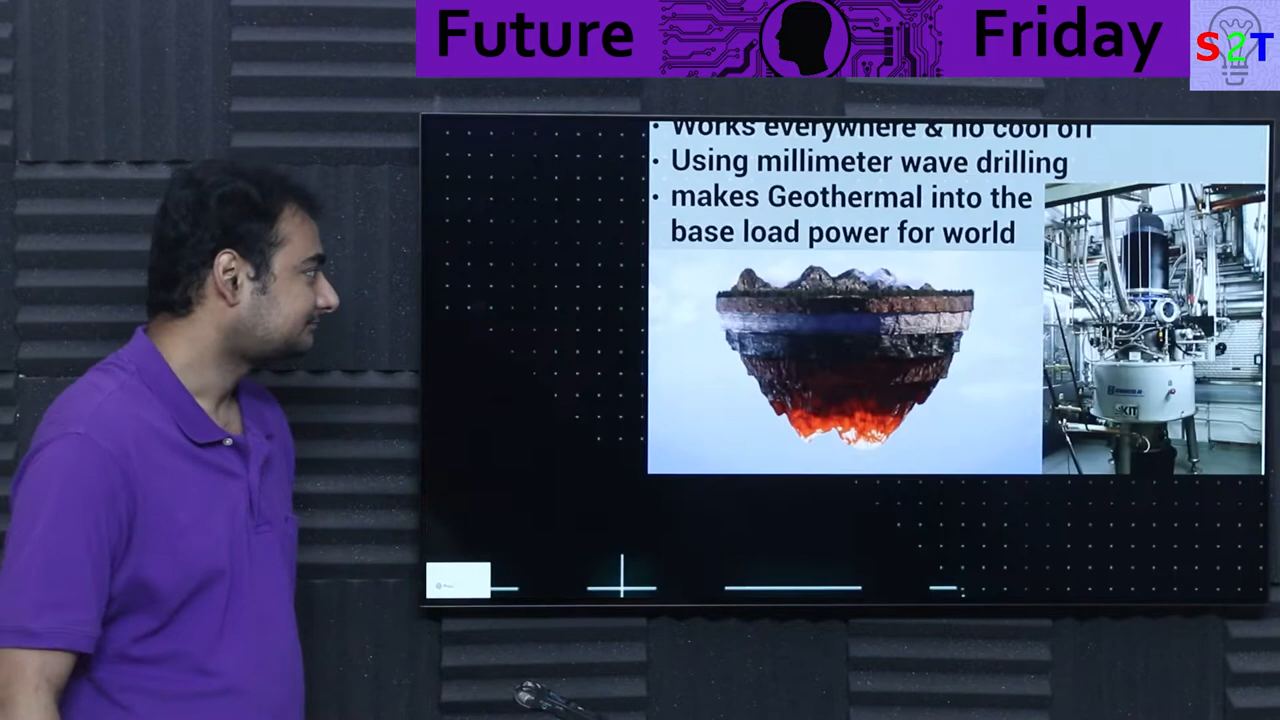 Future Friday
S2T
• Works everywhere & no cool off
• Using millimeter wave drilling
• makes Geothermal into the
base load power for world
KIT